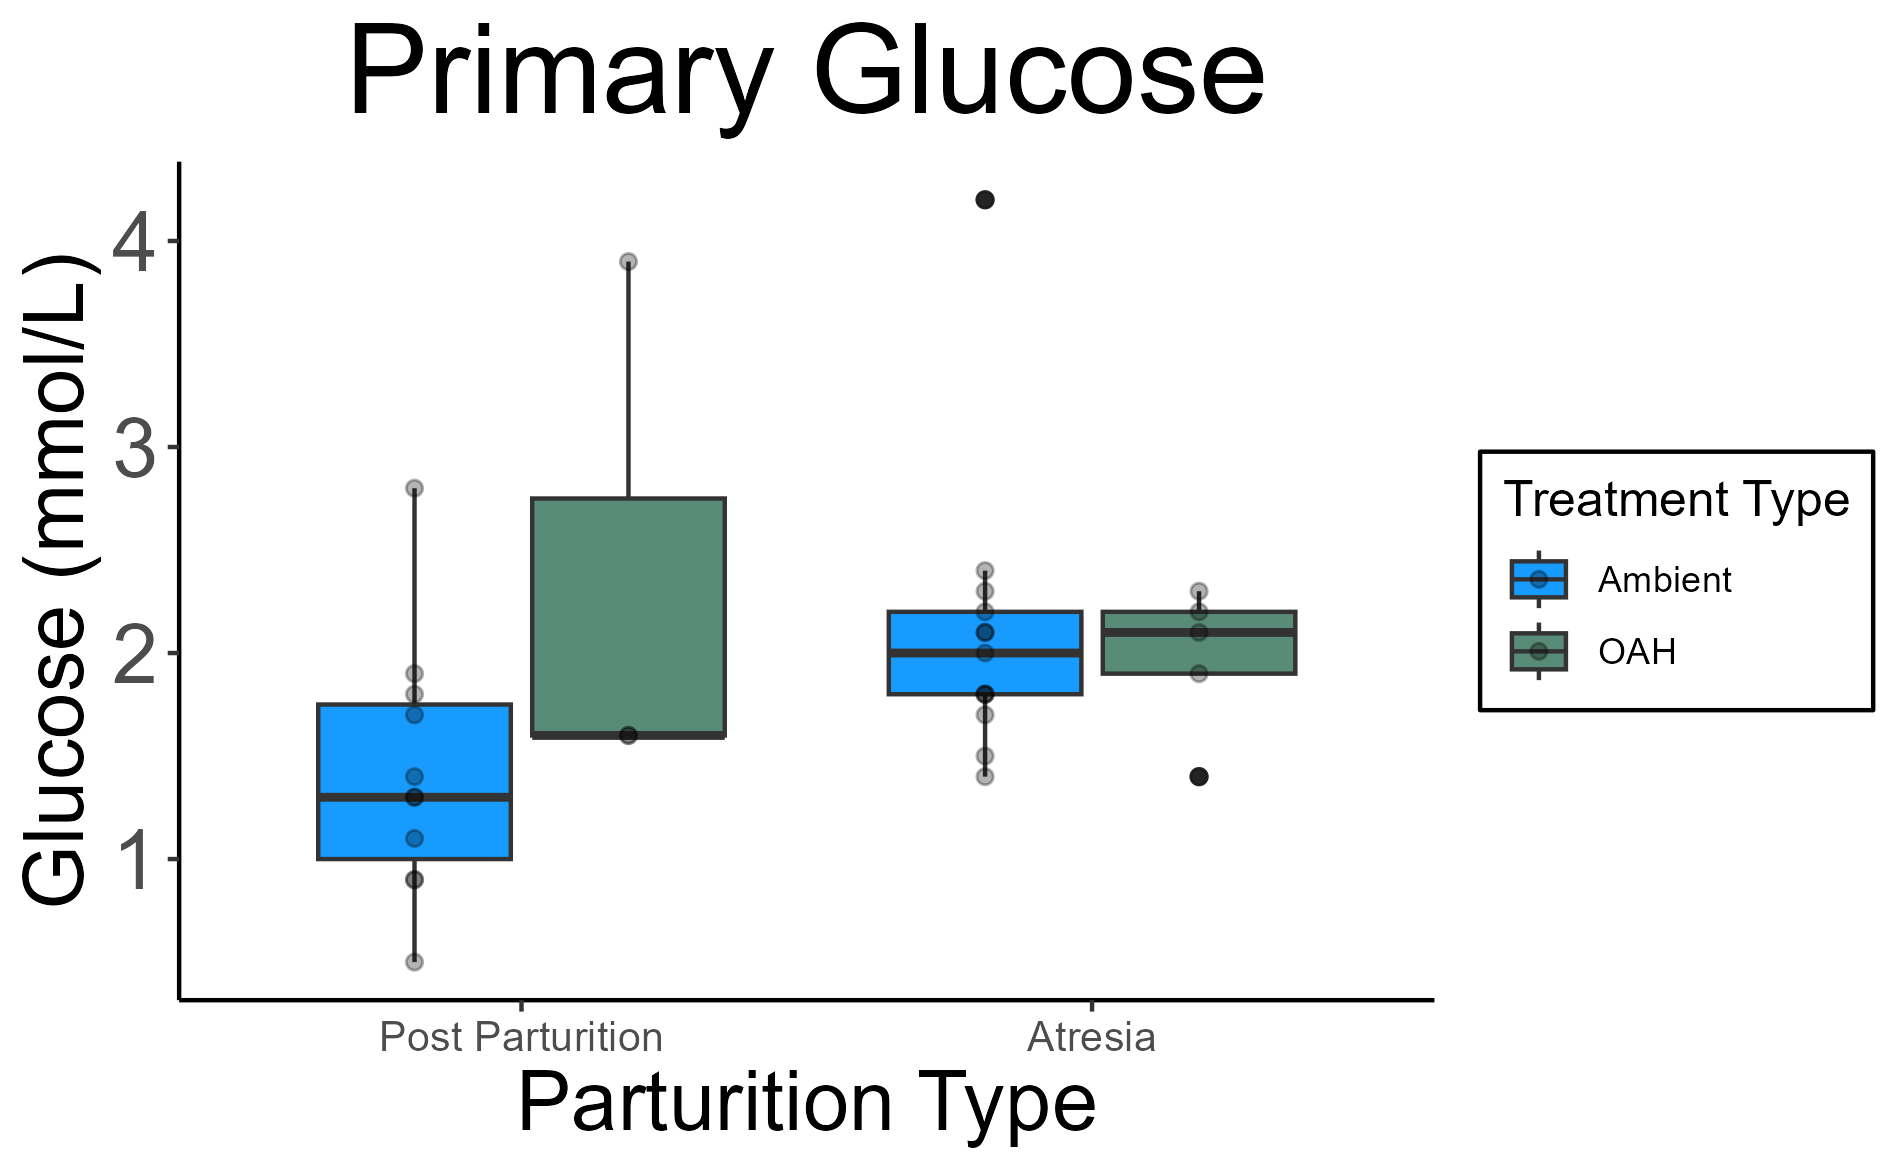 Primary Glucose
Glucose (mmol/L)
4
3
2
1
Post Parturition
Atresia
Parturition Type
Treatment Type
Ambient
OAH